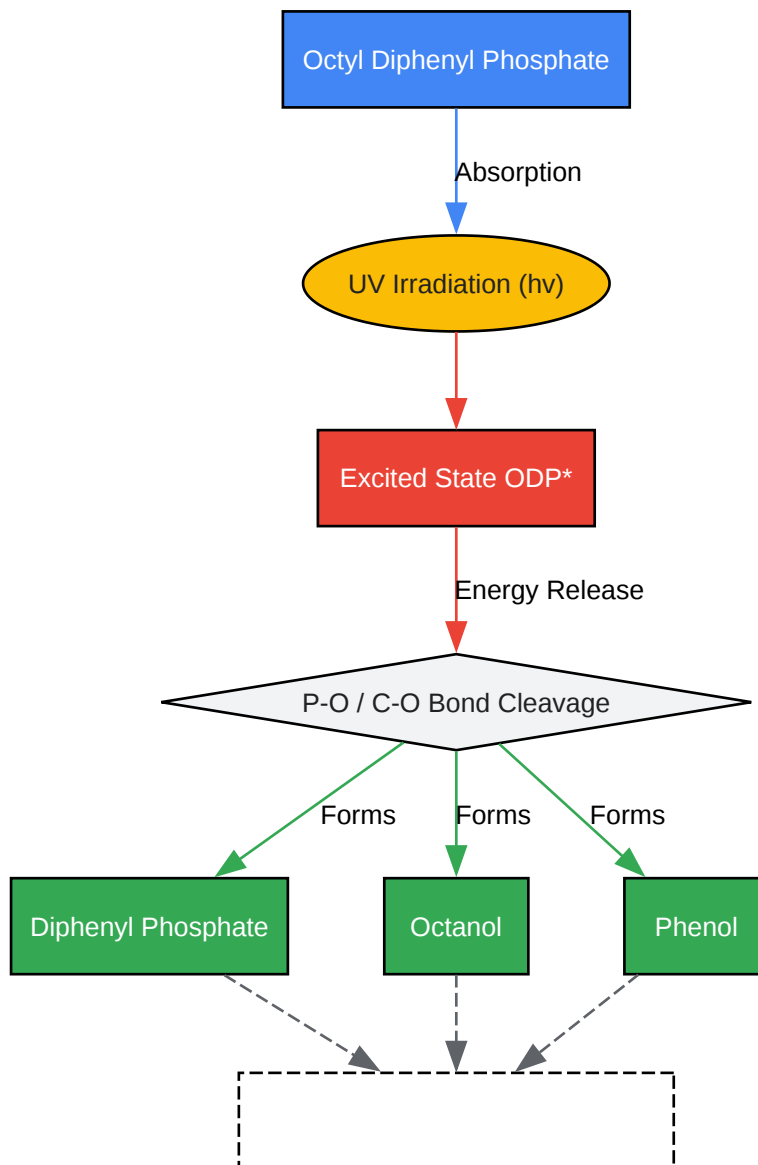 Octyl Diphenyl Phosphate
Absorption
UV Irradiation (hv)
Excited State ODP*
Energy Release
P-O / C-O Bond Cleavage
Forms
Forms
Forms
Diphenyl Phosphate
Octanol
Phenol